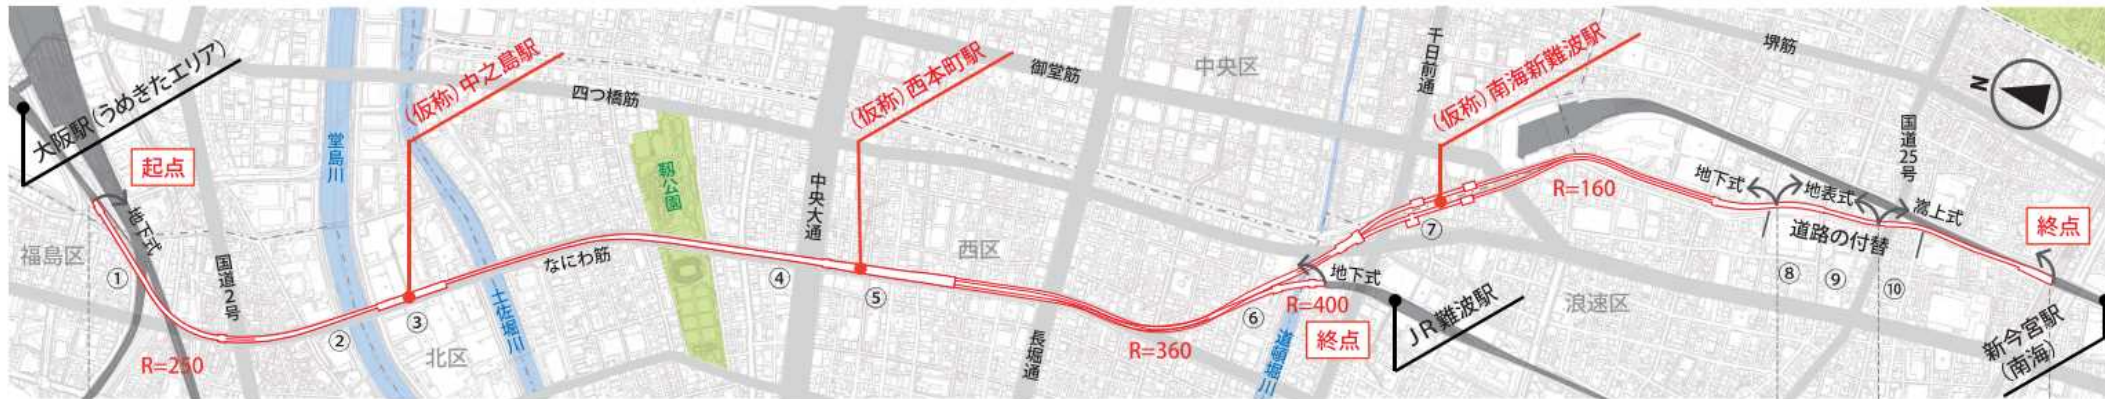 大阪駅(うめきたエリア)
起点
地下式
福島区
①
国道2号
R=250
堂島川
②
(仮称)中之島駅
③
北区
土佐堀川
四つ橋筋
なにわ筋
靱公園
中央大通
④
(仮称)西本町駅
⑤
西区
御堂筋
中央区
長堀通
R=360
⑥
道頓堀川
R=400
終点
地下式
JR難波駅
千日前通
(仮称)南海新難波駅
⑦
R=160
浪速区
堺筋
N
国道25号
地下式
地表式
嵩上式
道路の付替
⑧
⑨
⑩
終点
新今宮駅
(南海)